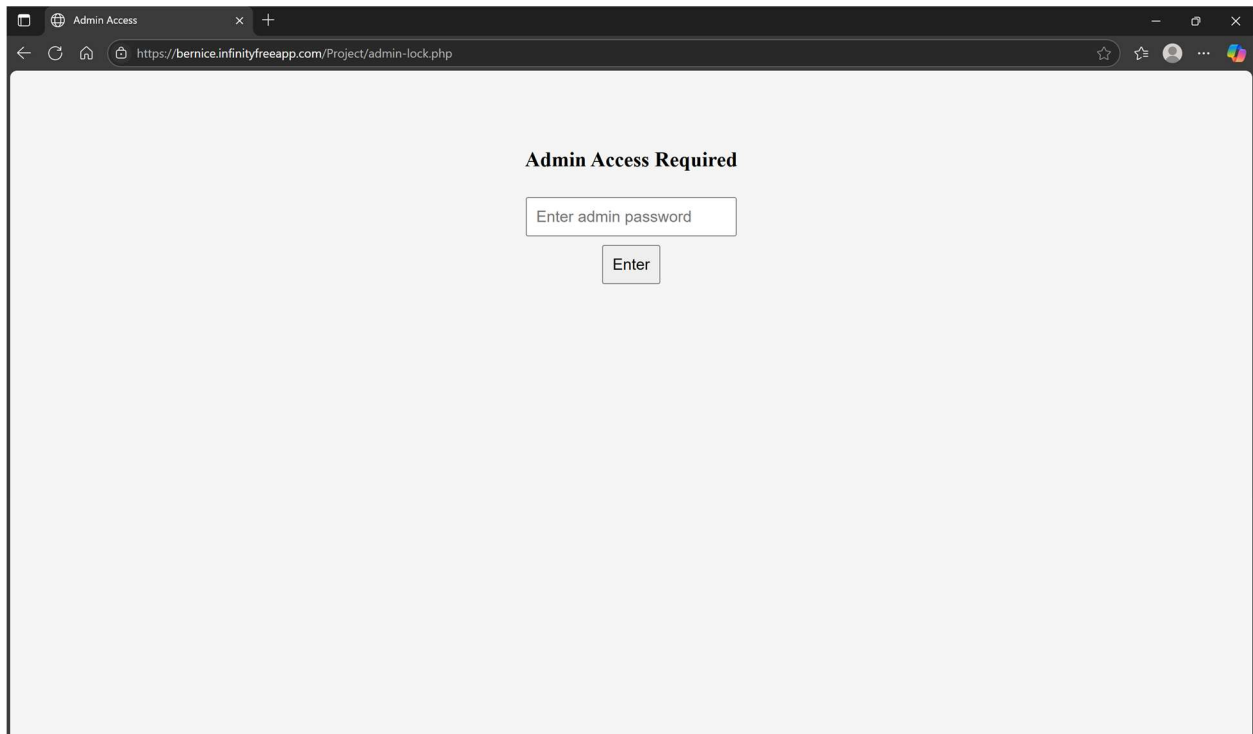 Admin Access
https://bernice.infinityfreeapp.com/Project/admin-lock.php
Admin Access Required
Enter admin password
Enter